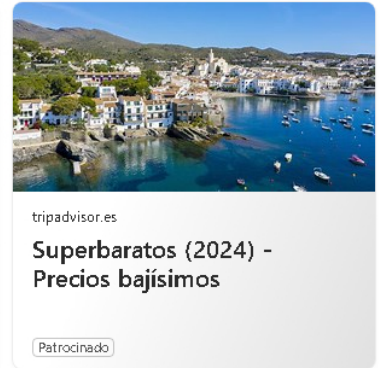 tripadvisor.es
Superbaratos (2024) -
Precios bajísimos
Patrocinado